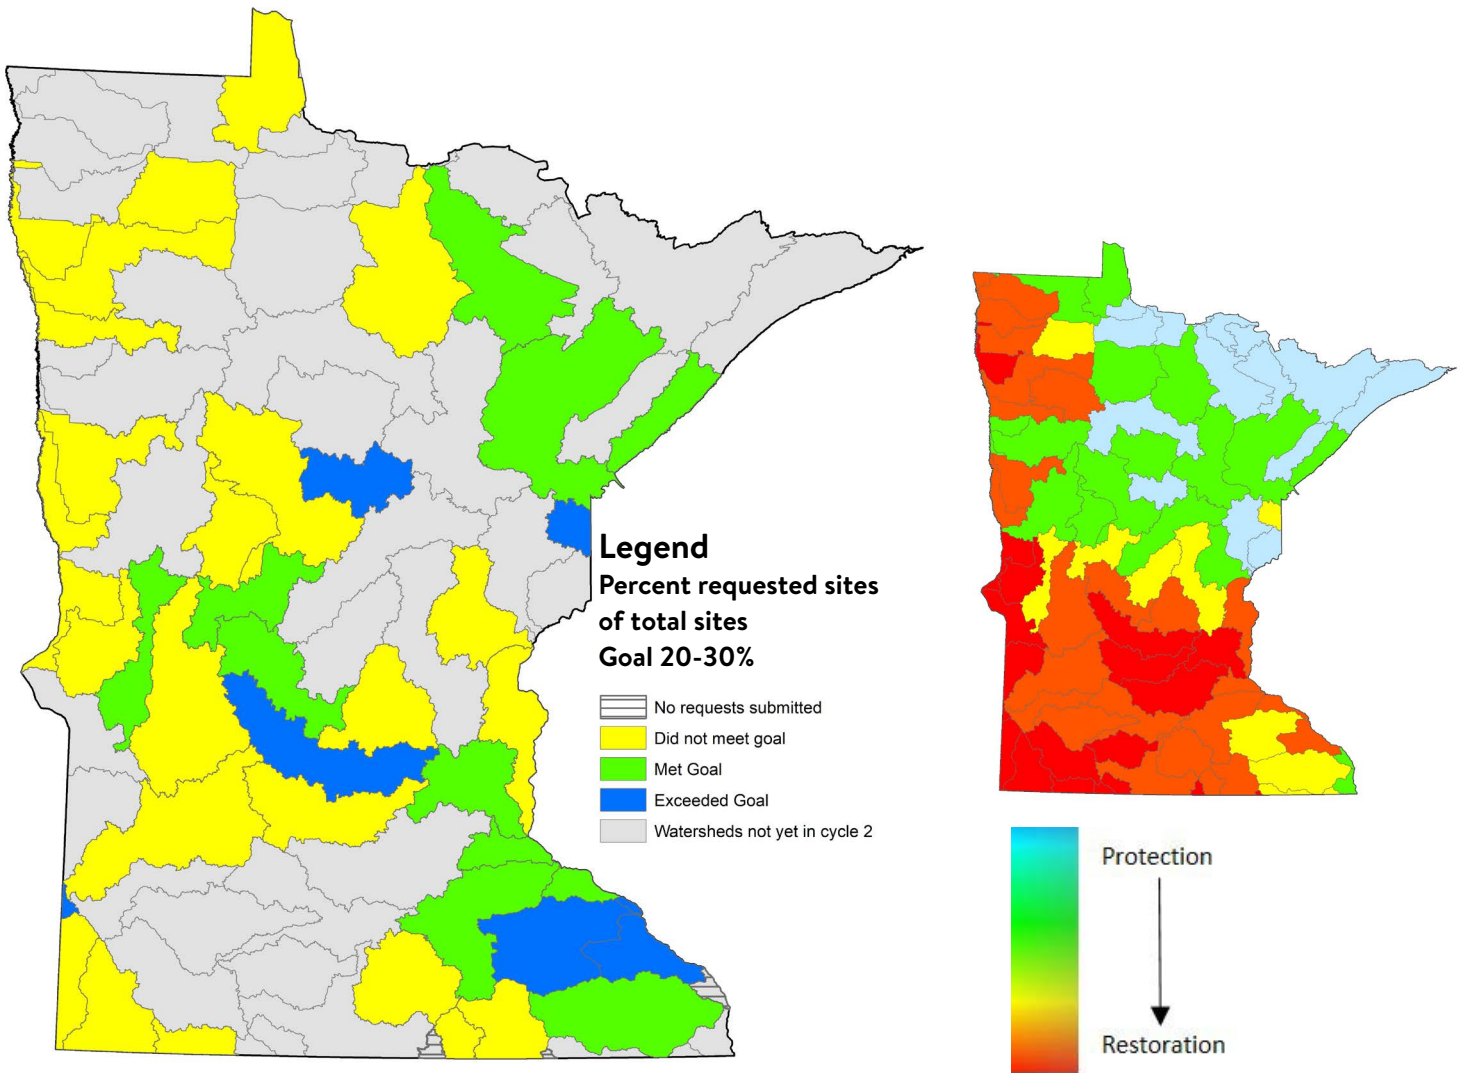 Legend
Percent requested sites
of total sites
Goal 20-30%
No requests submitted
Did not meet goal
Met Goal
Exceeded Goal
Watersheds not yet in cycle 2
Protection
Restoration